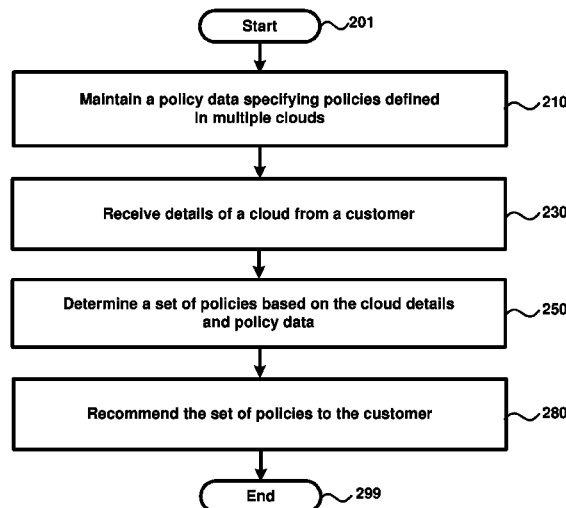 Start
201
Maintain a policy data specifying policies defined
in multiple clouds
210
Receive details of a cloud from a customer
230
Determine a set of policies based on the cloud details
and policy data
250
Recommend the set of policies to the customer
280
End
299